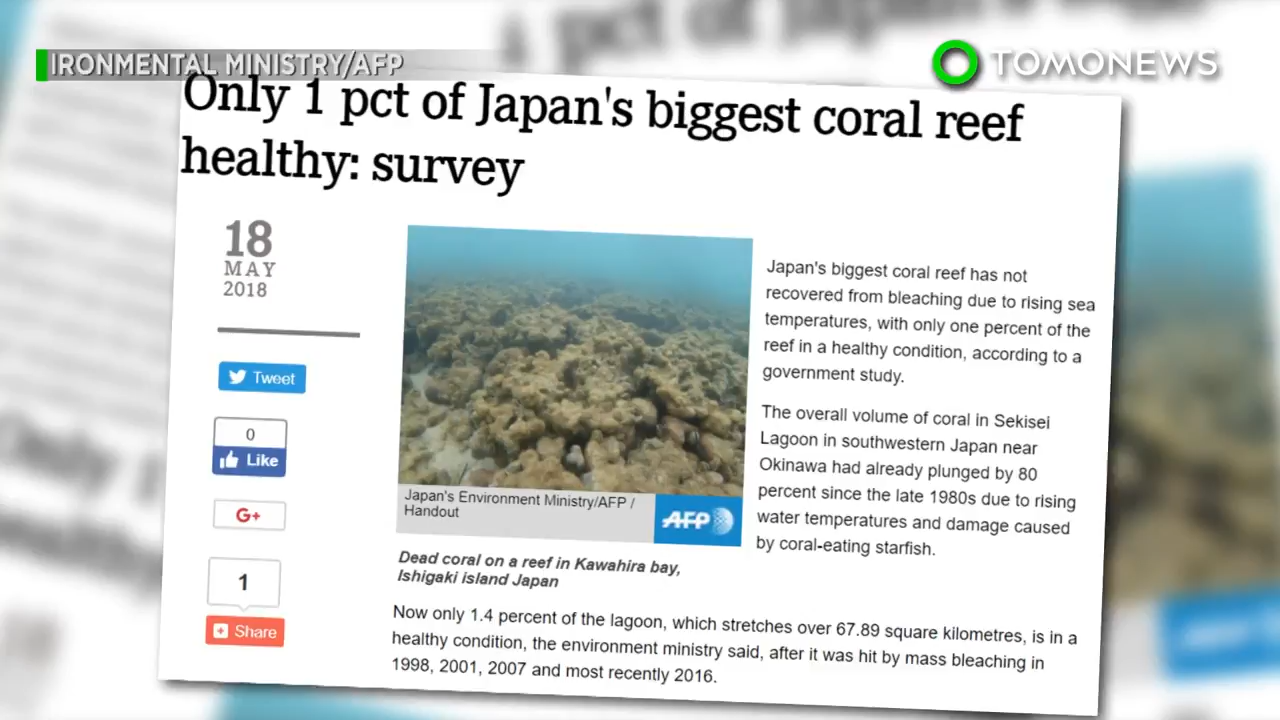 IRONMENTAL MINISTRY/AFP
TOMONEWS
Only 1 pct of Japan's biggest coral reef
healthy: survey
18
MAY
2018
Tweet
0
Like
G+
1
Share
Japan's Environment Ministry/AFP /
Handout
AFP
Dead coral on a reef in Kawahira bay,
Ishigaki island Japan
Japan's biggest coral reef has not
recovered from bleaching due to rising sea
temperatures, with only one percent of the
reef in a healthy condition, according to a
government study.
The overall volume of coral in Sekisei
Lagoon in southwestern Japan near
Okinawa had already plunged by 80
percent since the late 1980s due to rising
water temperatures and damage caused
by coral-eating starfish.
Now only 1.4 percent of the lagoon, which stretches over 67.89 square kilometres, is in a
healthy condition, the environment ministry said, after it was hit by mass bleaching in
1998, 2001, 2007 and most recently 2016.